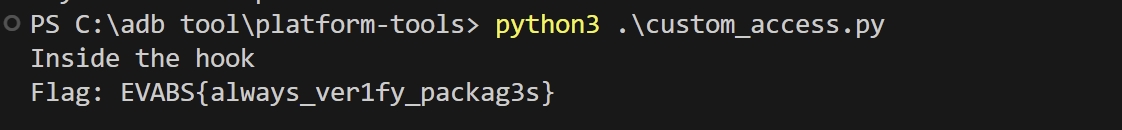 PS C:\adb tool\platform-tools> python3 .\custom_access.py
Inside the hook
Flag: EVABS{always_ver1fy_packag3s}